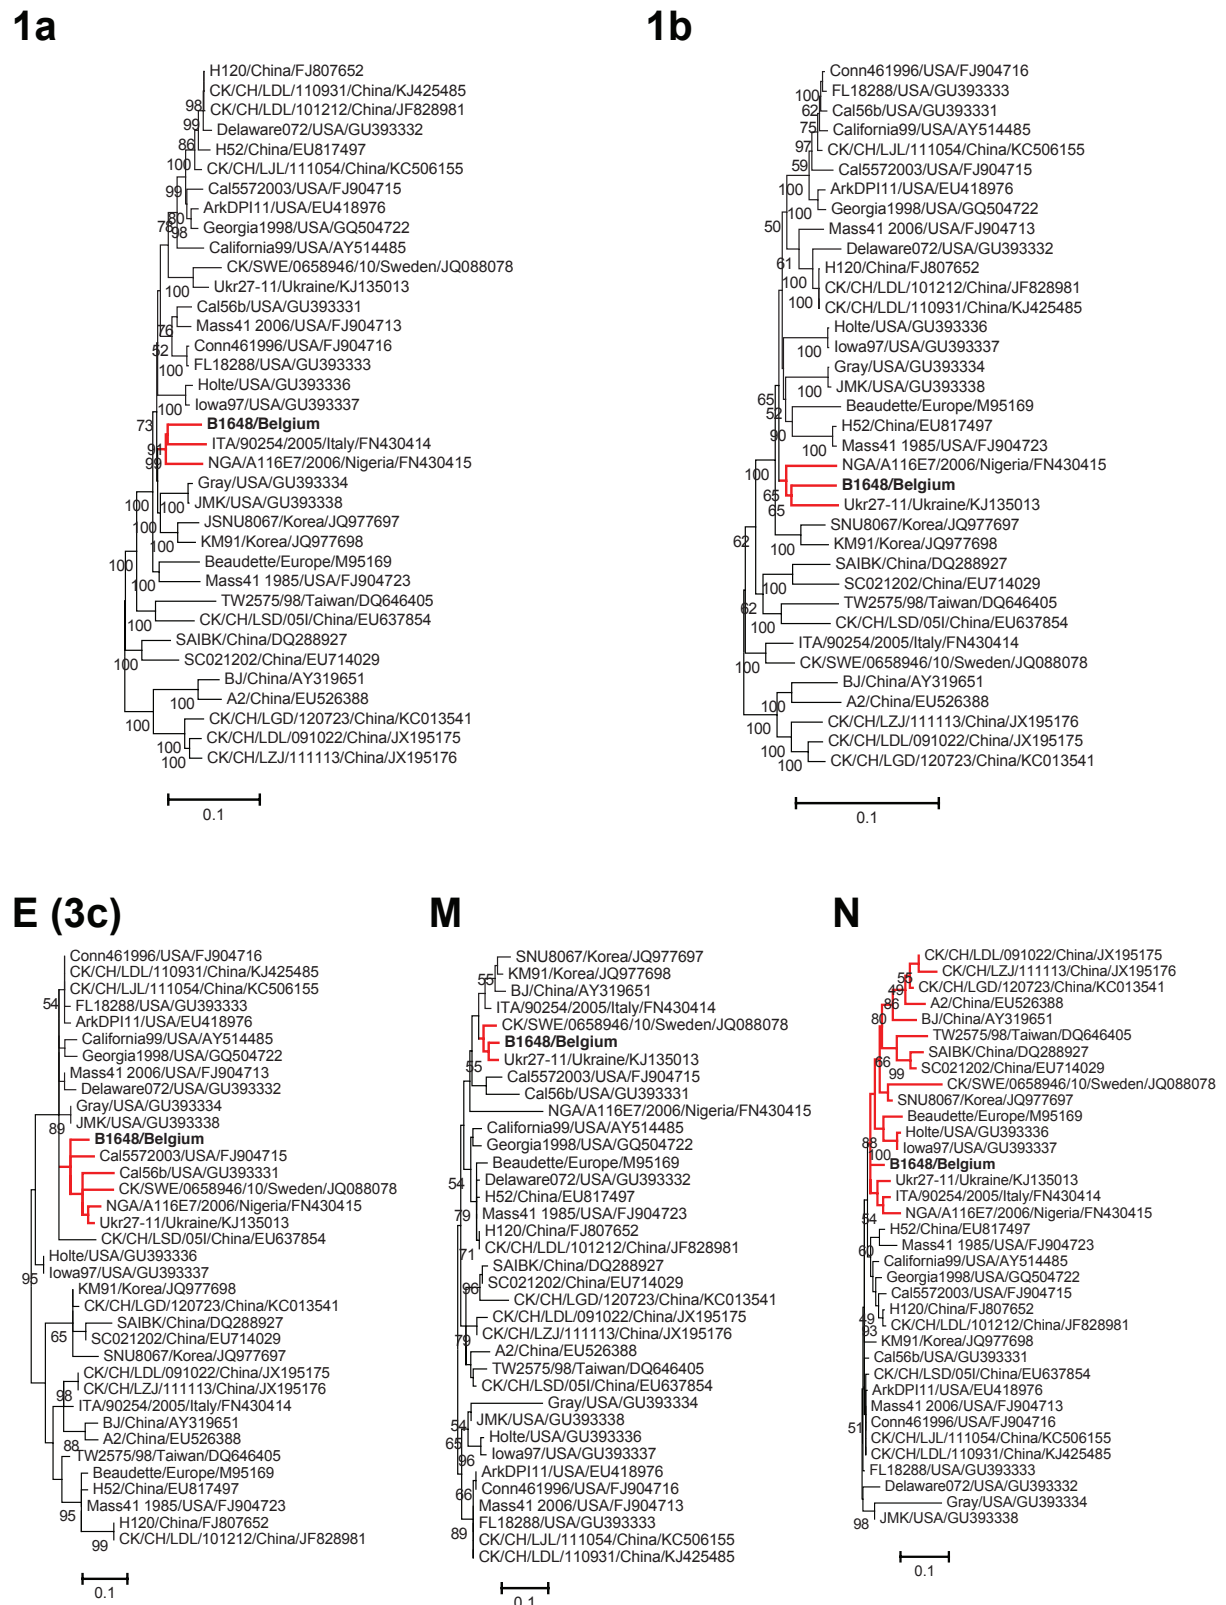 1a
H120/China/FJ807652
CK/CH/LDL/110931/China/KJ425485
98
CK/CH/LDL/101212/China/JF828981
99
Delaware072/USA/GU393332
86
H52/China/EU817497
100
CK/CH/LJL/111054/China/KC506155
99
Cal5572003/USA/FJ904715
ArkDPI11/USA/EU418976
80
78
98
Georgia1998/USA/GQ504722
California99/USA/AY514485
CK/SWE/0658946/10/Sweden/JQ088078
100
Ukr27-11/Ukraine/KJ135013
Cal56b/USA/GU393331
76
Mass41 2006/USA/FJ904713
52
Conn461996/USA/FJ904716
100
FL18288/USA/GU393333
Holte/USA/GU393336
100
Iowa97/USA/GU393337
73
B1648/Belgium
91
ITA/90254/2005/Italy/FN430414
99
NGA/A116E7/2006/Nigeria/FN430415
Gray/USA/GU393334
100
100
JMK/USA/GU393338
100
JSNU8067/Korea/JQ977697
100
KM91/Korea/JQ977698
100
Beaudette/Europe/M95169
100
Mass41 1985/USA/FJ904723
TW2575/98/Taiwan/DQ646405
100
CK/CH/LSD/05I/China/EU637854
SAIBK/China/DQ288927
100
SC021202/China/EU714029
BJ/China/AY319651
100
A2/China/EU526388
100
CK/CH/LGD/120723/China/KC013541
100
CK/CH/LDL/091022/China/JX195175
100
CK/CH/LZJ/111113/China/JX195176
0.1
1b
Conn461996/USA/FJ904716
100
FL18288/USA/GU393333
62
Cal56b/USA/GU393331
75
California99/USA/AY514485
97
CK/CH/LJL/111054/China/KC506155
59
Cal5572003/USA/FJ904715
100
ArkDPI11/USA/EU418976
100
Georgia1998/USA/GQ504722
50
Mass41 2006/USA/FJ904713
Delaware072/USA/GU393332
61
H120/China/FJ807652
100
CK/CH/LDL/101212/China/JF828981
100
CK/CH/LDL/110931/China/KJ425485
Holte/USA/GU393336
100
Iowa97/USA/GU393337
Gray/USA/GU393334
100
JMK/USA/GU393338
65
52
Beaudette/Europe/M95169
90
H52/China/EU817497
100
Mass41 1985/USA/FJ904723
100
NGA/A116E7/2006/Nigeria/FN430415
65
B1648/Belgium
65
Ukr27-11/Ukraine/KJ135013
SNU8067/Korea/JQ977697
62
100
KM91/Korea/JQ977698
SAIBK/China/DQ288927
100
SC021202/China/EU714029
62
TW2575/98/Taiwan/DQ646405
100
CK/CH/LSD/05I/China/EU637854
ITA/90254/2005/Italy/FN430414
100
CK/SWE/0658946/10/Sweden/JQ088078
BJ/China/AY319651
100
A2/China/EU526388
100
CK/CH/LZJ/111113/China/JX195176
100
CK/CH/LDL/091022/China/JX195175
100
CK/CH/LGD/120723/China/KC013541
0.1
E (3c)
Conn461996/USA/FJ904716
CK/CH/LDL/110931/China/KJ425485
CK/CH/LJL/111054/China/KC506155
54
FL18288/USA/GU393333
ArkDPI11/USA/EU418976
California99/USA/AY514485
Georgia1998/USA/GQ504722
Mass41 2006/USA/FJ904713
Delaware072/USA/GU393332
Gray/USA/GU393334
89
JMK/USA/GU393338
B1648/Belgium
Cal5572003/USA/FJ904715
Cal56b/USA/GU393331
CK/SWE/0658946/10/Sweden/JQ088078
NGA/A116E7/2006/Nigeria/FN430415
Ukr27-11/Ukraine/KJ135013
CK/CH/LSD/05I/China/EU637854
Holte/USA/GU393336
95
Iowa97/USA/GU393337
KM91/Korea/JQ977698
CK/CH/LGD/120723/China/KC013541
SAIBK/China/DQ288927
65
SC021202/China/EU714029
SNU8067/Korea/JQ977697
CK/CH/LDL/091022/China/JX195175
98
CK/CH/LZJ/111113/China/JX195176
ITA/90254/2005/Italy/FN430414
BJ/China/AY319651
88
A2/China/EU526388
TW2575/98/Taiwan/DQ646405
Beaudette/Europe/M95169
H52/China/EU817497
95
Mass41 1985/USA/FJ904723
H120/China/FJ807652
99
CK/CH/LDL/101212/China/JF828981
0.1
M
SNU8067/Korea/JQ977697
55
KM91/Korea/JQ977698
BJ/China/AY319651
ITA/90254/2005/Italy/FN430414
CK/SWE/0658946/10/Sweden/JQ088078
B1648/Belgium
55
Ukr27-11/Ukraine/KJ135013
Cal5572003/USA/FJ904715
Cal56b/USA/GU393331
NGA/A116E7/2006/Nigeria/FN430415
California99/USA/AY514485
Georgia1998/USA/GQ504722
Beaudette/Europe/M95169
54
Delaware072/USA/GU393332
H52/China/EU817497
79
Mass41 1985/USA/FJ904723
H120/China/FJ807652
71
CK/CH/LDL/101212/China/JF828981
SAIBK/China/DQ288927
96
SC021202/China/EU714029
CK/CH/LGD/120723/China/KC013541
CK/CH/LDL/091022/China/JX195175
79
CK/CH/LZJ/111113/China/JX195176
A2/China/EU526388
TW2575/98/Taiwan/DQ646405
CK/CH/LSD/05I/China/EU637854
Gray/USA/GU393334
54
JMK/USA/GU393338
65
Holte/USA/GU393336
96
Iowa97/USA/GU393337
ArkDPI11/USA/EU418976
66
Conn461996/USA/FJ904716
Mass41 2006/USA/FJ904713
89
FL18288/USA/GU393333
CK/CH/LJL/111054/China/KC506155
CK/CH/LDL/110931/China/KJ425485
0.1
N
CK/CH/LDL/091022/China/JX195175
55
CK/CH/LZJ/111113/China/JX195176
49
CK/CH/LGD/120723/China/KC013541
86
A2/China/EU526388
80
BJ/China/AY319651
TW2575/98/Taiwan/DQ646405
66
SAIBK/China/DQ288927
99
SC021202/China/EU714029
CK/SWE/0658946/10/Sweden/JQ088078
SNU8067/Korea/JQ977697
Beaudette/Europe/M95169
88
Holte/USA/GU393336
100
Iowa97/USA/GU393337
B1648/Belgium
Ukr27-11/Ukraine/KJ135013
ITA/90254/2005/Italy/FN430414
54
NGA/A116E7/2006/Nigeria/FN430415
H52/China/EU817497
60
Mass41 1985/USA/FJ904723
California99/USA/AY514485
Georgia1998/USA/GQ504722
Cal5572003/USA/FJ904715
H120/China/FJ807652
49
93
CK/CH/LDL/101212/China/JF828981
KM91/Korea/JQ977698
Cal56b/USA/GU393331
CK/CH/LSD/05I/China/EU637854
ArkDPI11/USA/EU418976
Mass41 2006/USA/FJ904713
51
Conn461996/USA/FJ904716
CK/CH/LJL/111054/China/KC506155
CK/CH/LDL/110931/China/KJ425485
FL18288/USA/GU393333
Delaware072/USA/GU393332
Gray/USA/GU393334
98
JMK/USA/GU393338
0.1